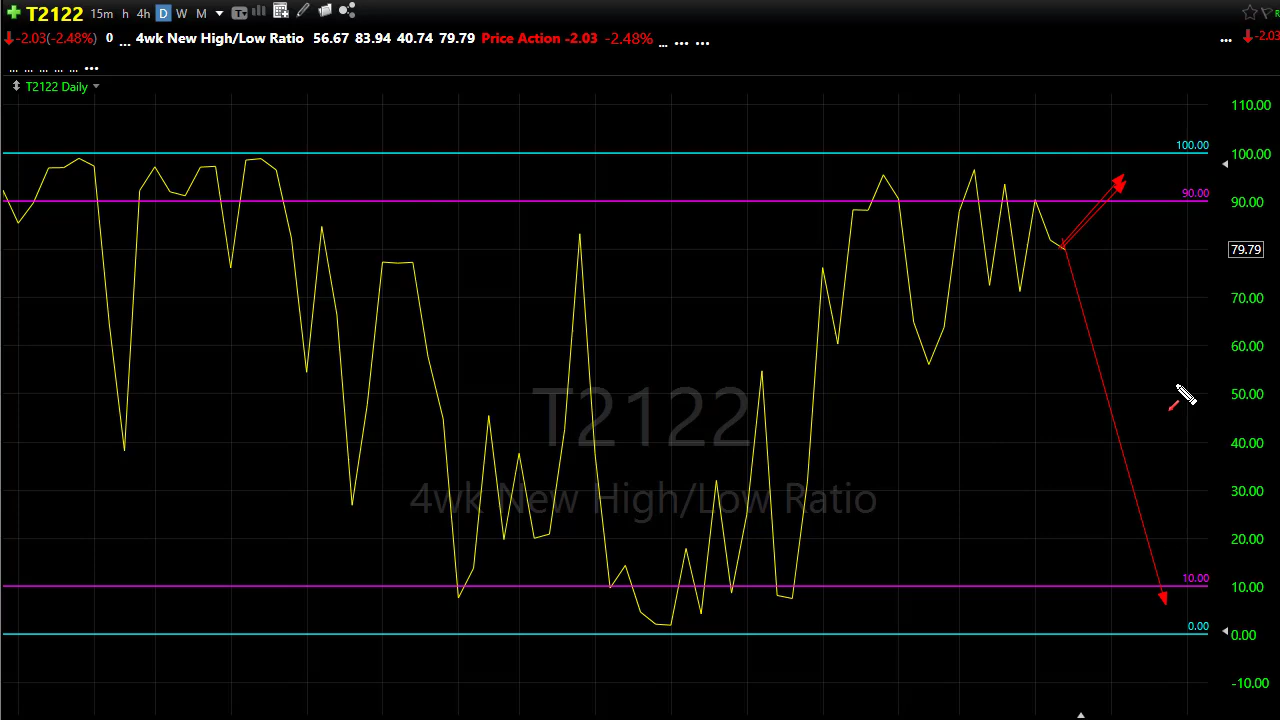 T2122 15m h 4h D W M T
-2.03(-2.48%) 0 ... 4wk New High/Low Ratio 56.67 83.94 40.74 79.79 Price Action -2.03 -2.48% ... ... ... ... -2.03
... ... ... ... ... ...
T2122 Daily
110.00
100.00 100.00
90.00 90.00
79.79
70.00
60.00
50.00
40.00
30.00
20.00
10.00 10.00
0.00 0.00
-10.00
T2122
4wk New High/Low Ratio